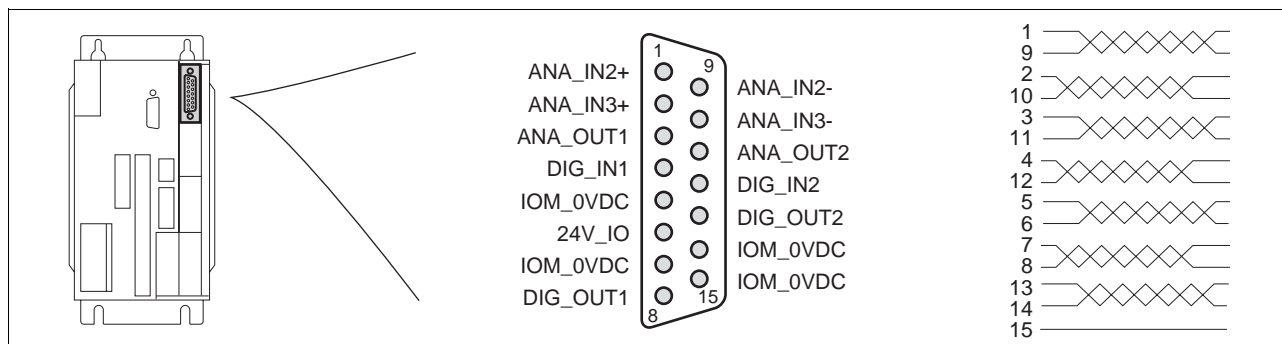 1
ANA_IN2+
ANA_IN3+
ANA_OUT1
DIG_IN1
IOM_0VDC
24V_IO
IOM_0VDC
DIG_OUT1
8
9
ANA_IN2-
ANA_IN3-
ANA_OUT2
DIG_IN2
DIG_OUT2
IOM_0VDC
IOM_0VDC
15
1
9
2
10
3
11
4
12
5
6
7
8
13
14
15